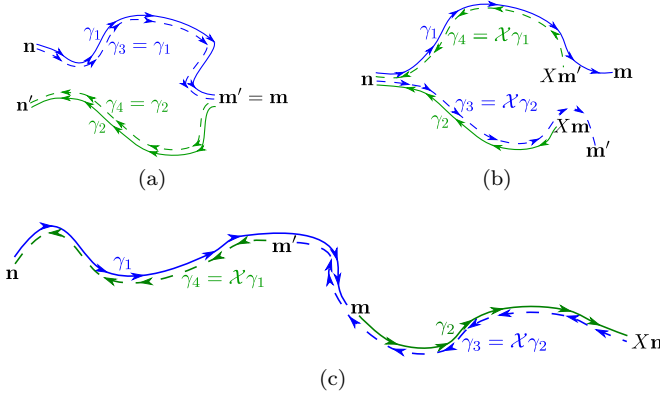 n γ₁ γ₃ = γ₁
n′ γ₄ = γ₂ m′ = m
γ₂
(a)
γ₁ γ₄ = 𝒳γ₁
n Xm′ m
γ₂ γ₃ = 𝒳γ₂
Xm
m′
(b)
n γ₁ γ₄ = 𝒳γ₁ m′
m γ₂ γ₃ = 𝒳γ₂ Xn
(c)